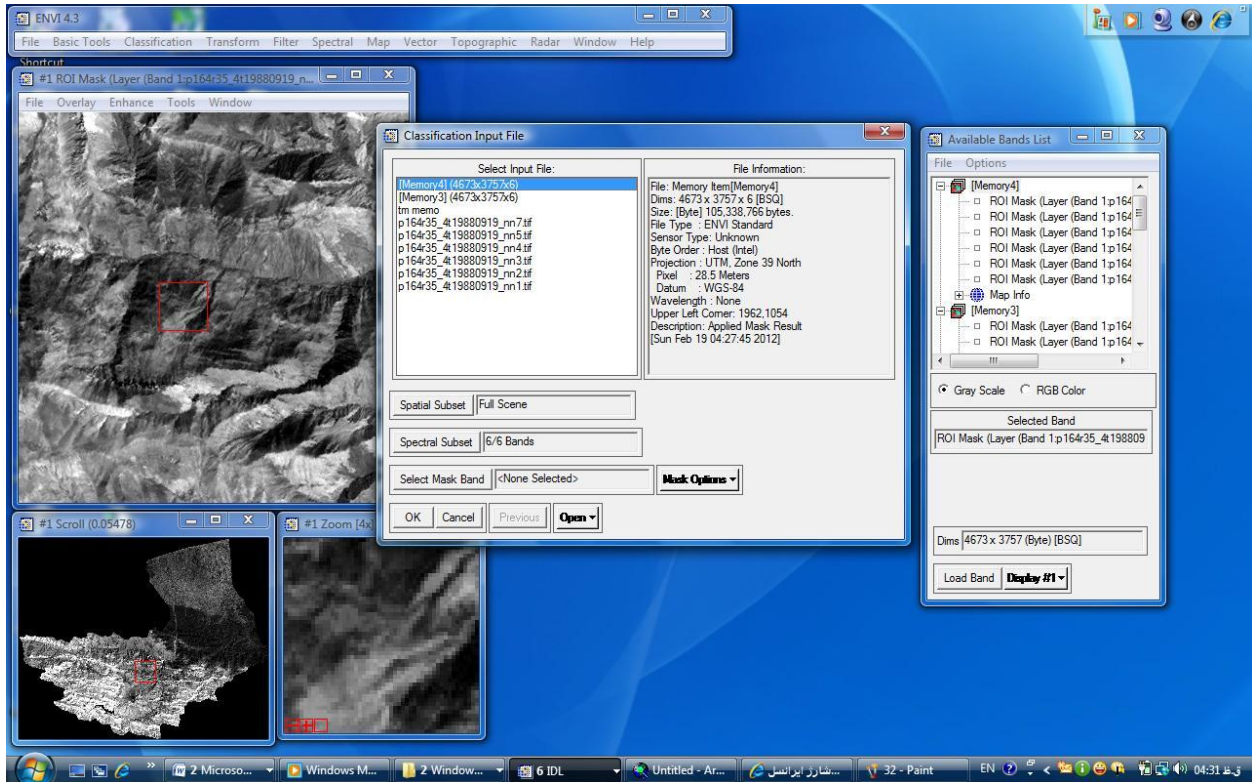 ENVI 4.3
File Basic Tools Classification Transform Filter Spectral Map Vector Topographic Radar Window Help
Shortcut
#1 ROI Mask (Layer (Band 1:p164r35_4t19880919_n...
File Overlay Enhance Tools Window
Classification Input File
Select Input File:
[Memory4] (4673x3757x6)
[Memory3] (4673x3757x6)
tm memo
p164r35_4t19880919_nn7.tif
p164r35_4t19880919_nn5.tif
p164r35_4t19880919_nn4.tif
p164r35_4t19880919_nn3.tif
p164r35_4t19880919_nn2.tif
p164r35_4t19880919_nn1.tif
File Information:
File: Memory Item[Memory4]
Dims: 4673 x 3757 x 6 [BSQ]
Size: [Byte] 105,338,766 bytes.
File Type : ENVI Standard
Sensor Type: Unknown
Byte Order : Host (Intel)
Projection : UTM, Zone 39 North
Pixel : 28.5 Meters
Datum : WGS-84
Wavelength : None
Upper Left Corner: 1962,1054
Description: Applied Mask Result
[Sun Feb 19 04:27:45 2012]
Spatial Subset Full Scene
Spectral Subset 6/6 Bands
Select Mask Band <None Selected> Mask Options
OK Cancel Previous Open
Available Bands List
File Options
[Memory4]
ROI Mask (Layer (Band 1:p164
ROI Mask (Layer (Band 1:p164
ROI Mask (Layer (Band 1:p164
ROI Mask (Layer (Band 1:p164
ROI Mask (Layer (Band 1:p164
ROI Mask (Layer (Band 1:p164
Map Info
[Memory3]
ROI Mask (Layer (Band 1:p164
ROI Mask (Layer (Band 1:p164
Gray Scale RGB Color
Selected Band
ROI Mask (Layer (Band 1:p164r35_4t198809
Dims 4673 x 3757 (Byte) [BSQ]
Load Band Display #1
#1 Scroll (0.05478)
#1 Zoom [4x]
2 Microso... Windows M... 2 Window... 6 IDL Untitled - Ar... شارژ ايرانسل... 32 - Paint EN 04:31 ق.ظ